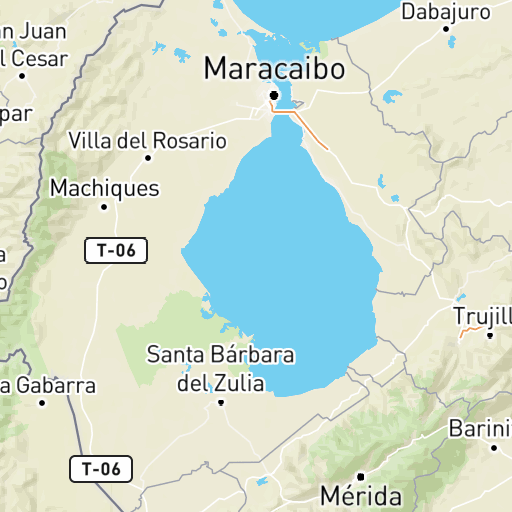 Dabajuro
an Juan
l Cesar
Maracaibo
par
Villa del Rosario
Machiques
T-06
a
o
Trujill
Santa Bárbara
del Zulia
a Gabarra
Barini
T-06
Mérida